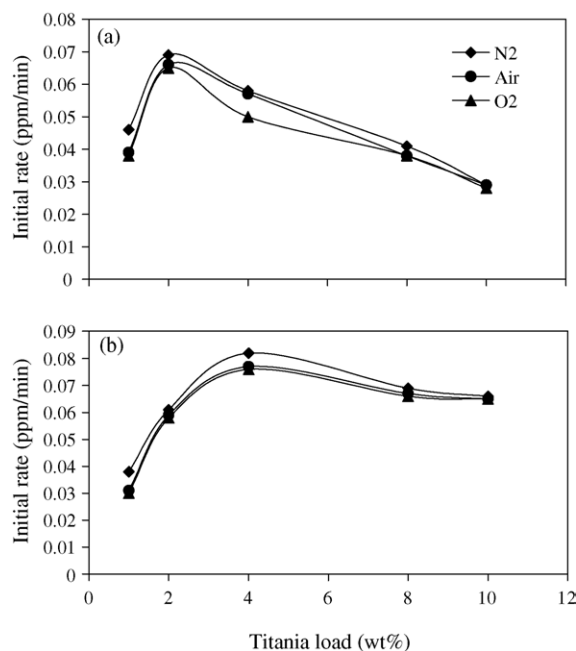 (a)
N2
Air
O2
Initial rate (ppm/min)
0.08
0.07
0.06
0.05
0.04
0.03
0.02
0.01
0
(b)
Initial rate (ppm/min)
0.09
0.08
0.07
0.06
0.05
0.04
0.03
0.02
0.01
0
0 2 4 6 8 10 12
Titania load (wt%)